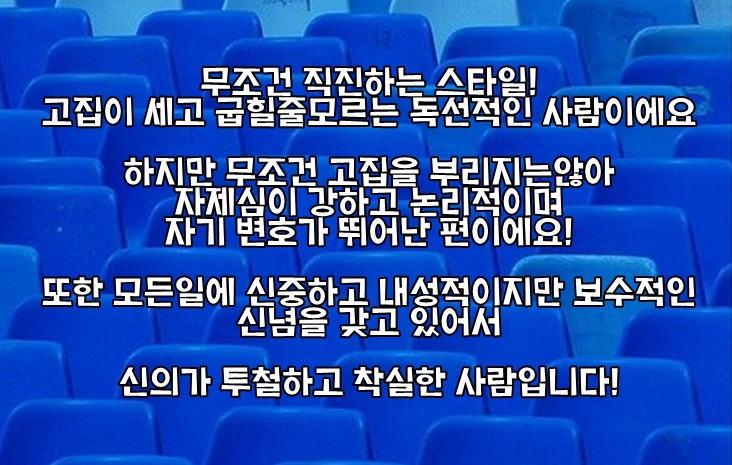 무조건 직진하는 스타일!
고집이 세고 굽힐줄모르는 독선적인 사람이에요
하지만 무조건 고집을 부리지는않아
자제심이 강하고 논리적이며
자기 변호가 뛰어난 편이에요!
또한 모든일에 신중하고 내성적이지만 보수적인
신념을 갖고 있어서
신의가 투철하고 착실한 사람입니다!